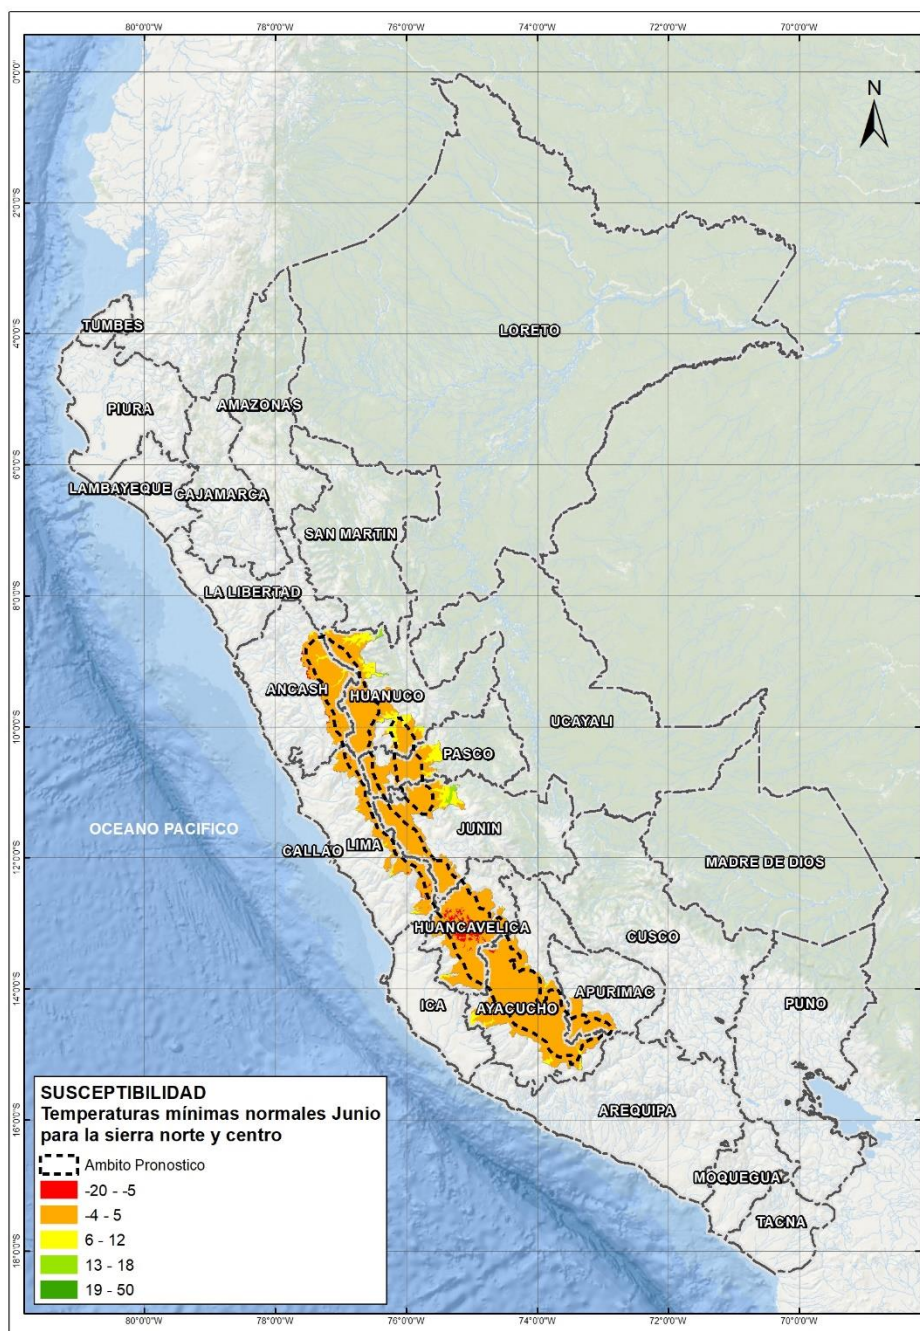 80°0'0"W 78°0'0"W 76°0'0"W 74°0'0"W 72°0'0"W 70°0'0"W
N
0°0'0"
2°0'0"S
TUMBES
LORETO
4°0'0"S
PIURA
AMAZONAS
6°0'0"S
LAMBAYEQUE
CAJAMARCA
SAN MARTIN
LA LIBERTAD
8°0'0"S
ANCASH
HUANUCO
10°0'0"S
UCAYALI
PASCO
OCEANO PACIFICO
JUNIN
CALLAO
LIMA
12°0'0"S
MADRE DE DIOS
HUANCAVELICA
CUSCO
14°0'0"S
ICA
AYACUCHO
APURIMAC
PUNO
AREQUIPA
16°0'0"S
MOQUEGUA
TACNA
18°0'0"S
SUSCEPTIBILIDAD
Temperaturas mínimas normales Junio
para la sierra norte y centro
Ambito Pronostico
-20 - -5
-4 - 5
6 - 12
13 - 18
19 - 50
80°0'0"W 78°0'0"W 76°0'0"W 74°0'0"W 72°0'0"W 70°0'0"W